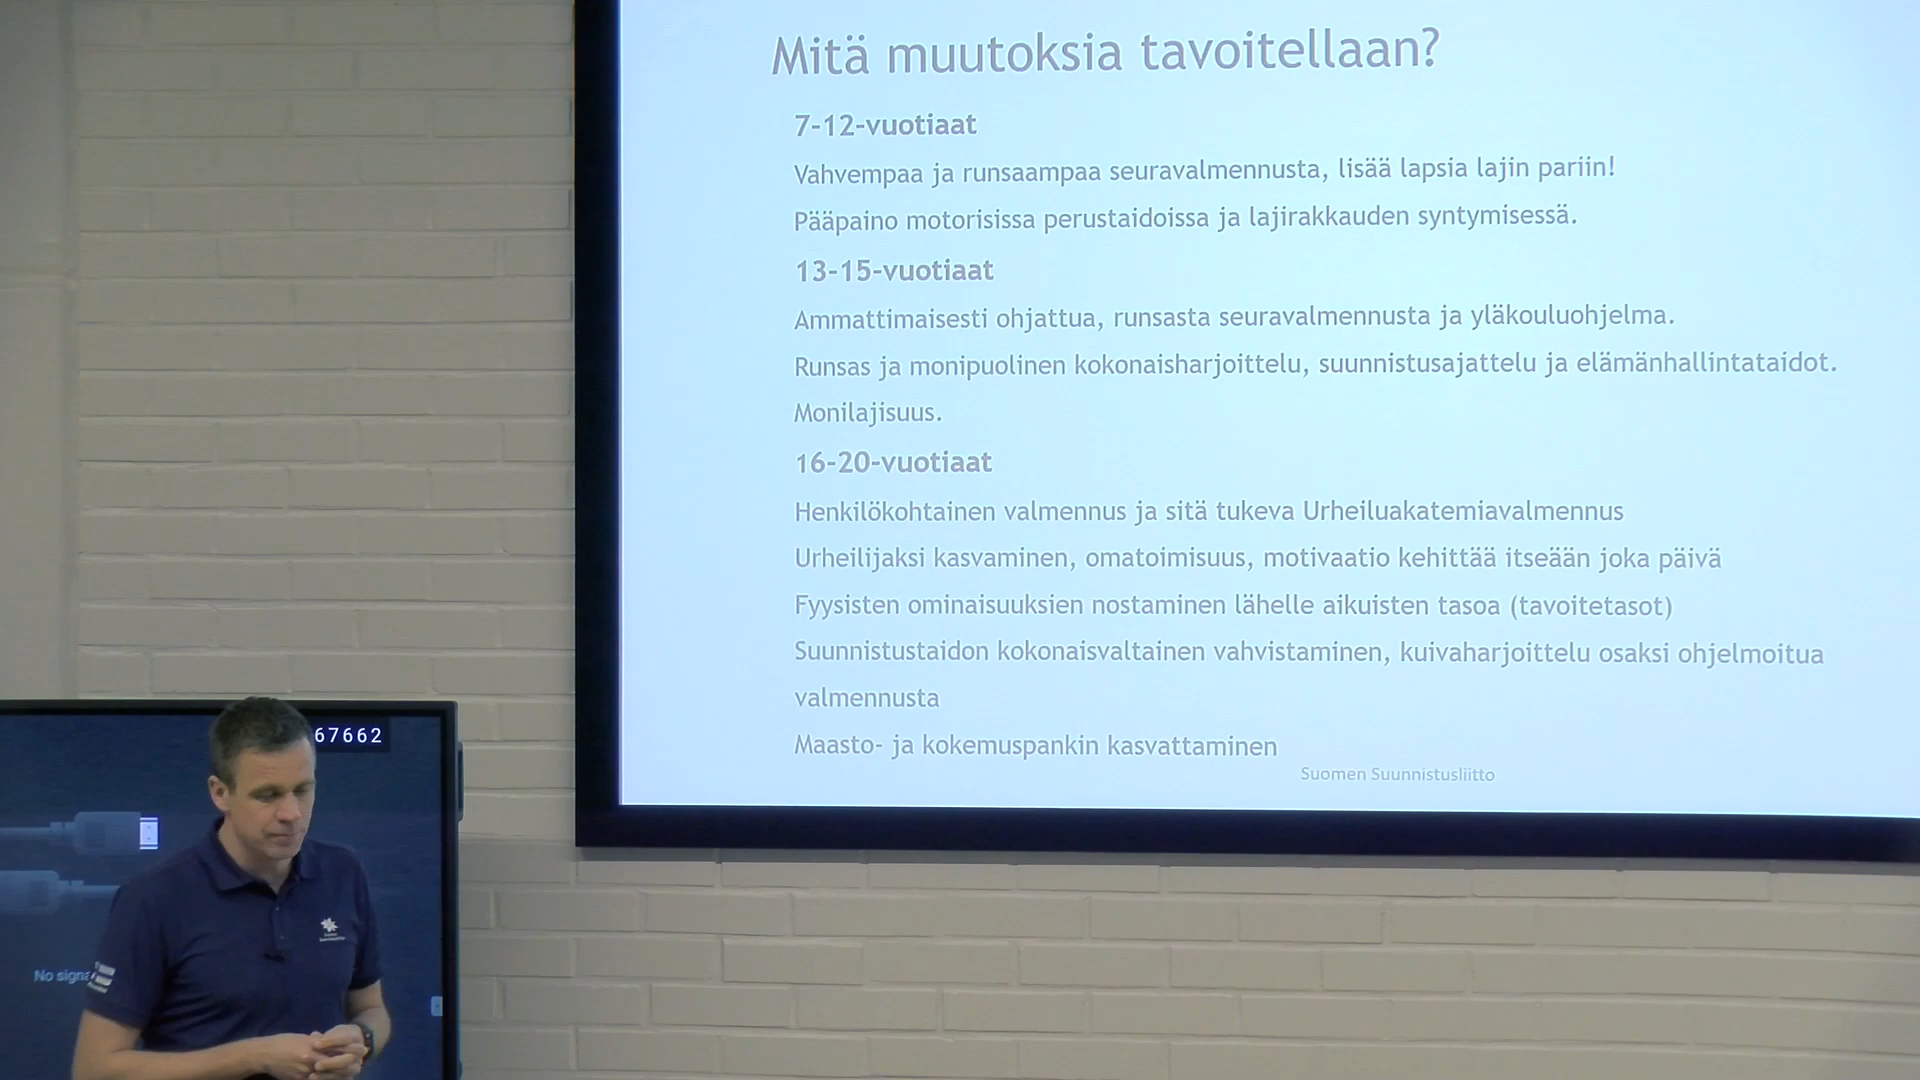 Mitä muutoksia tavoitellaan?
7-12-vuotiaat
Vahvempaa ja runsaampaa seuravalmennusta, lisää lapsia lajin pariin!
Pääpaino motorisissa perustaidoissa ja lajirakkauden syntymisessä.
13-15-vuotiaat
Ammattimaisesti ohjattua, runsasta seuravalmennusta ja yläkouluohjelma.
Runsas ja monipuolinen kokonaisharjoittelu, suunnistusajattelu ja elämänhallintataidot.
Monilajisuus.
16-20-vuotiaat
Henkilökohtainen valmennus ja sitä tukeva Urheiluakatemiavalmennus
Urheilijaksi kasvaminen, omatoimisuus, motivaatio kehittää itseään joka päivä
Fyysisten ominaisuuksien nostaminen lähelle aikuisten tasoa (tavoitetasot)
Suunnistustaidon kokonaisvaltainen vahvistaminen, kuivaharjoittelu osaksi ohjelmoitua
valmennusta
Maasto- ja kokemuspankin kasvattaminen
Suomen Suunnistusliitto
67662
No signa